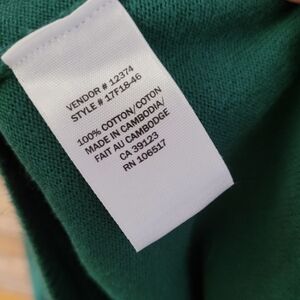 VENDOR # 12374
STYLE # 17F18-46
100% COTTON/COTON
MADE IN CAMBODIA/
FAIT AU CAMBODGE
CA 39123
RN 106517